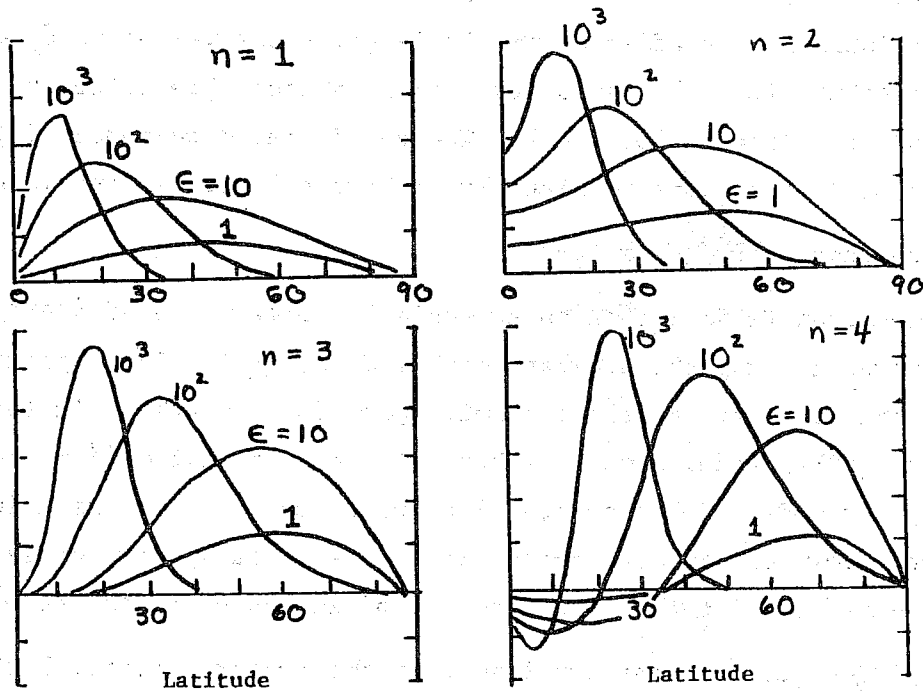 n = 1
10³
10²
ϵ = 10
1
0 30 60 90
n = 2
10³
10²
10
ϵ = 1
0 30 60 90
n = 3
10³
10²
ϵ = 10
1
30 60
Latitude
n = 4
10³
10²
ϵ = 10
1
30 60
Latitude